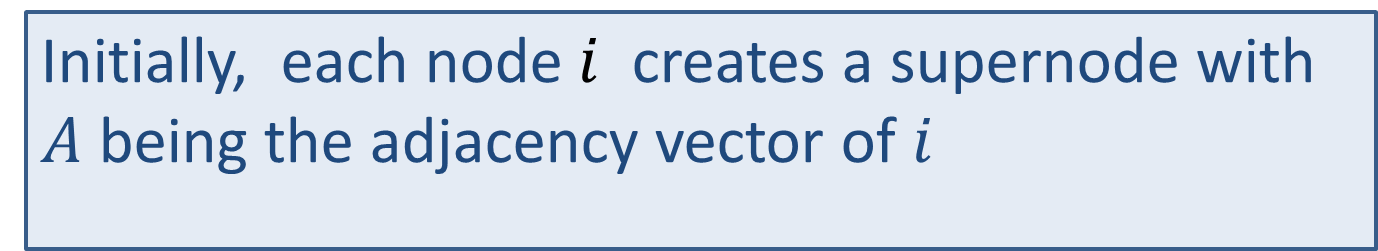 Initially, each node i creates a supernode with
A being the adjacency vector of i